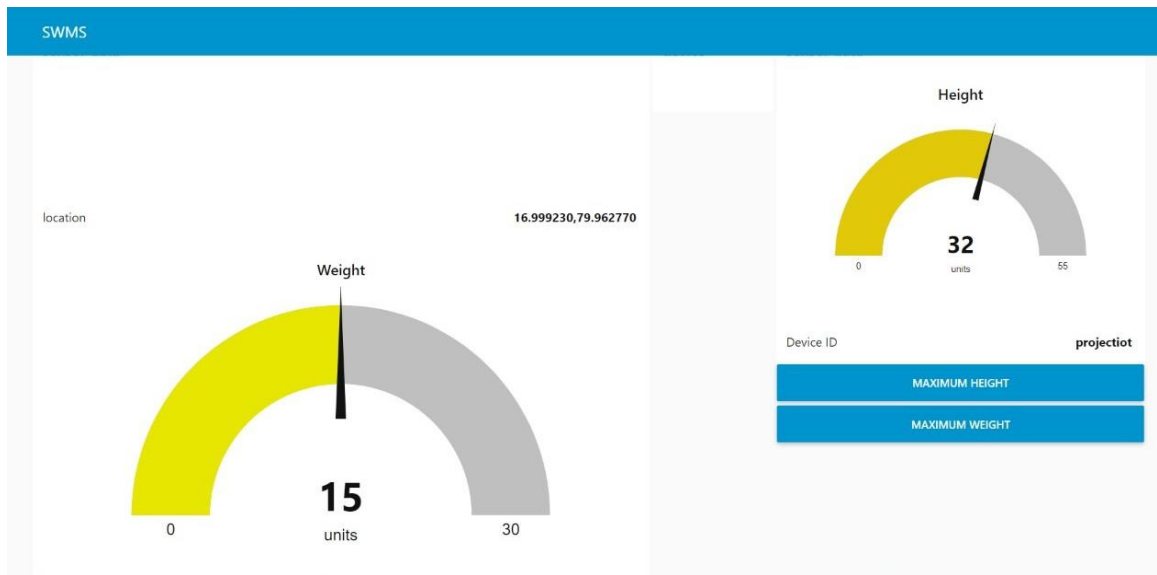 SWMS
location 16.999230,79.962770
Weight
15
units
0 30
Height
32
units
0 55
Device ID projectiot
MAXIMUM HEIGHT
MAXIMUM WEIGHT